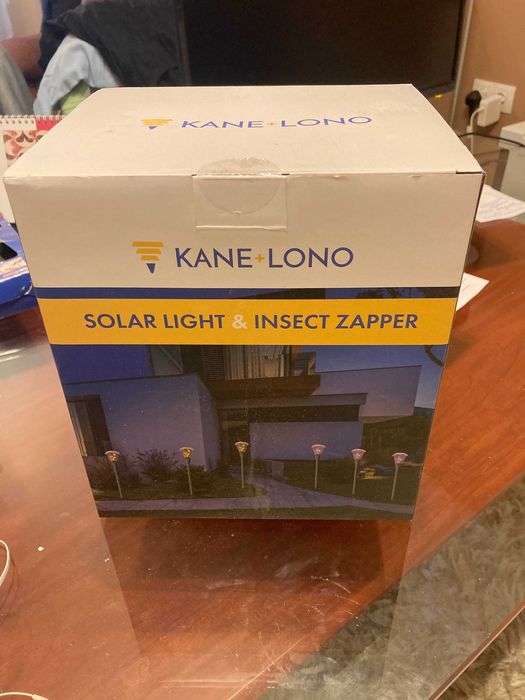 KANE+LONO
KANE+LONO
SOLAR LIGHT & INSECT ZAPPER